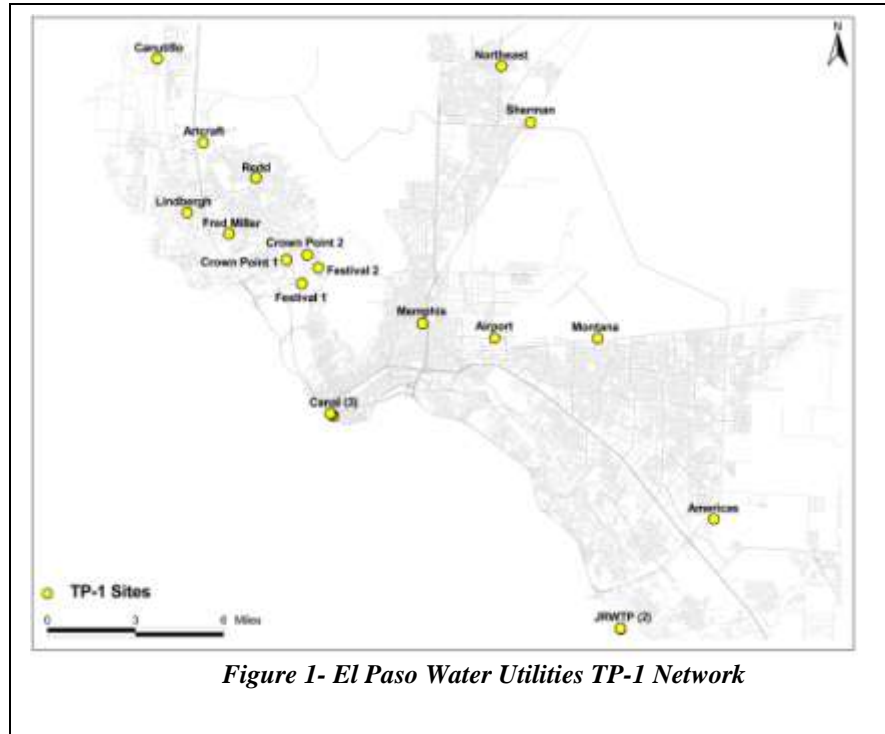 Canutillo
Northeast
N
Sherman
Artcraft
Redd
Lindbergh
Fred Miller
Crown Point 2
Crown Point 1
Festival 2
Festival 1
Memphis
Airport
Montana
Canal (3)
Americas
TP-1 Sites
0 3 6 Miles
JRWTP (2)
Figure 1- El Paso Water Utilities TP-1 Network